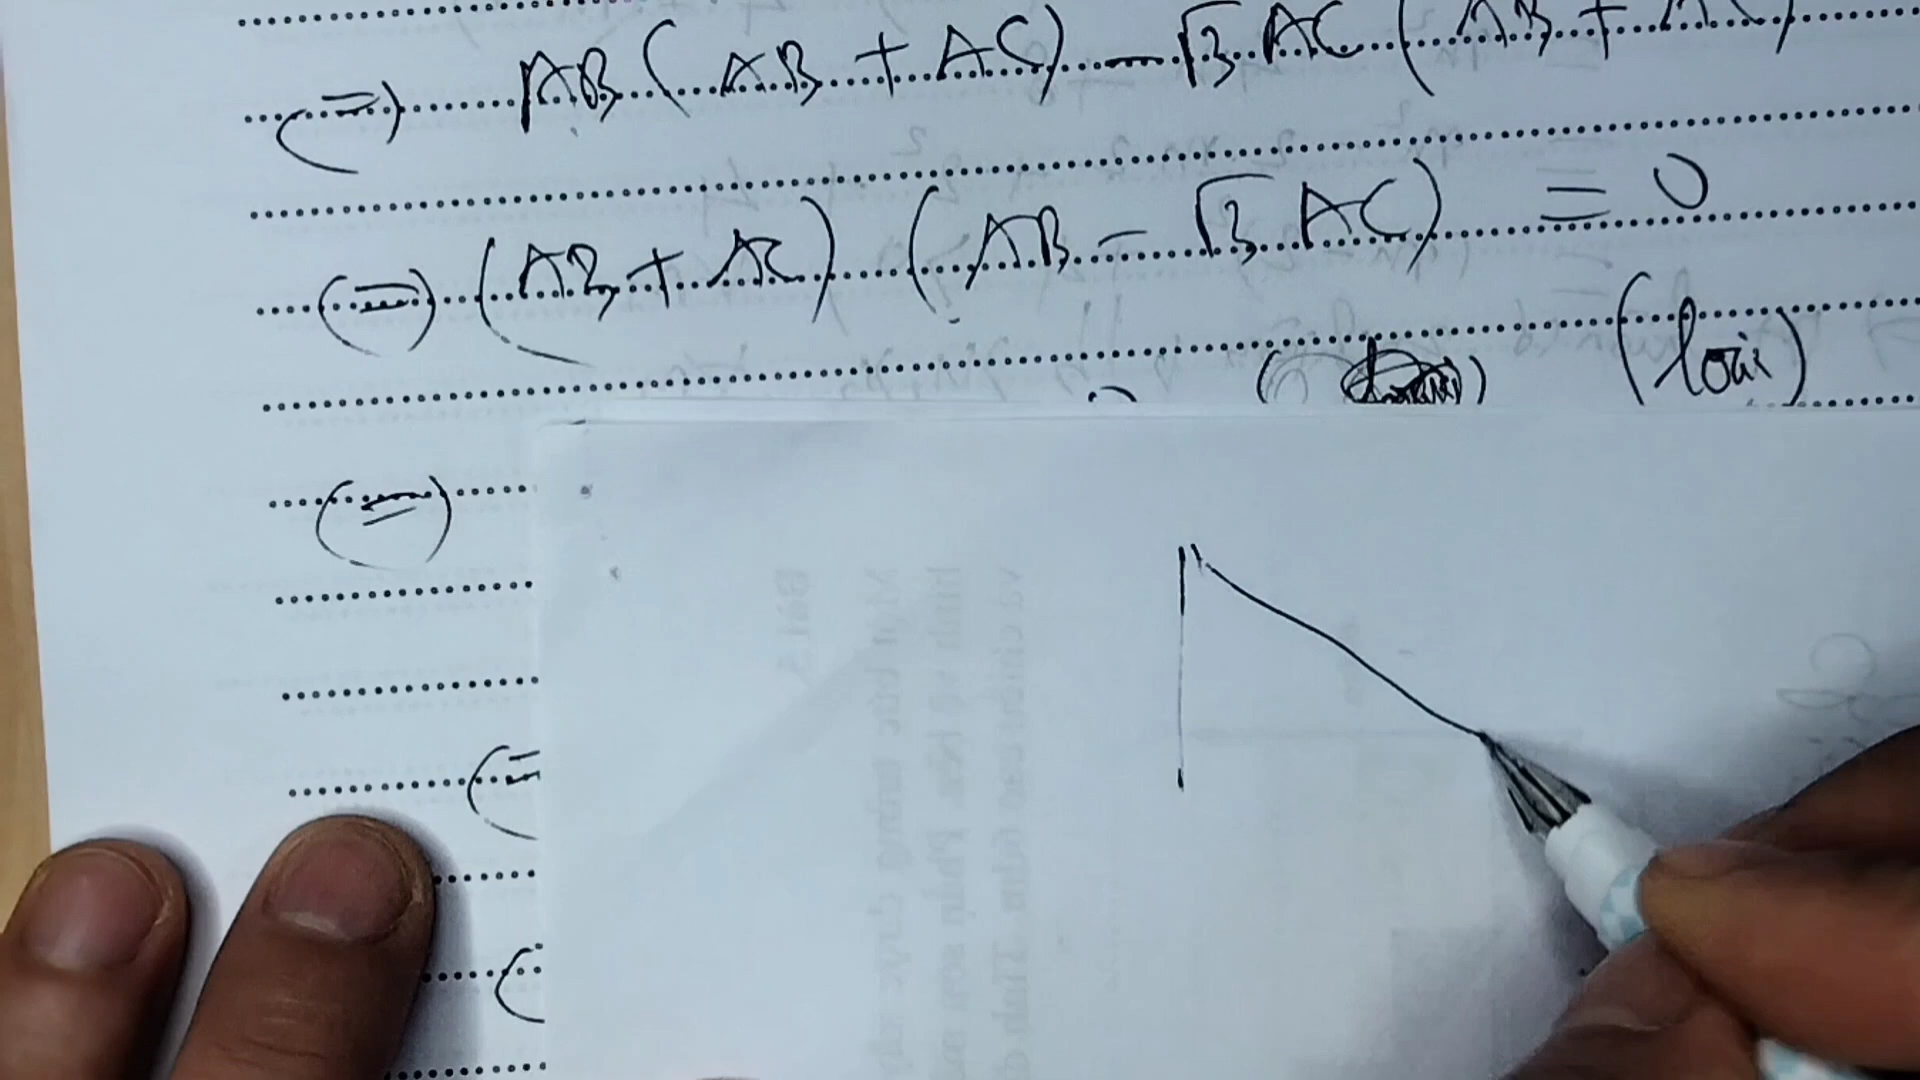 (=) AB(AB + AC) - √3 AC (AB + AC)
(=) (AB + AC) (AB - √3 AC) = 0
(loại)
(=)
(=
(